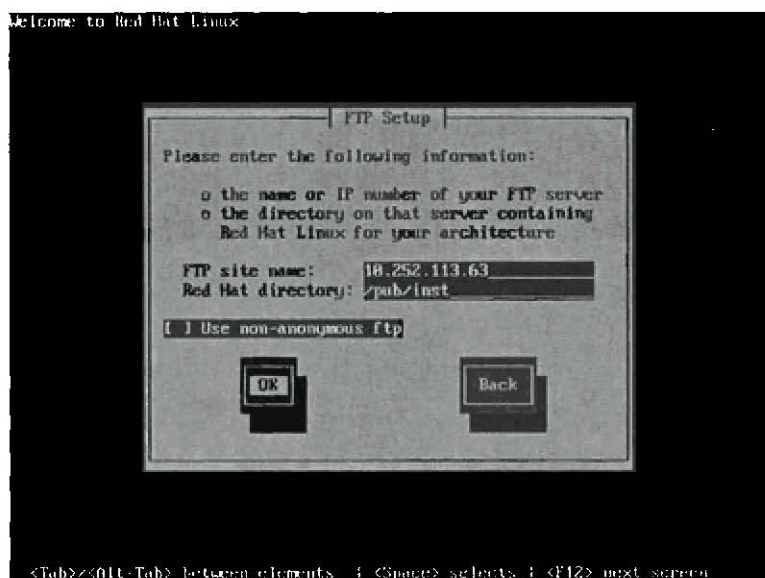 Welcome to Red Hat Linux
FTP Setup
Please enter the following information:
o the name or IP number of your FTP server
o the directory on that server containing
Red Hat Linux for your architecture
FTP site name: 10.252.113.63
Red Hat directory: /pub/inst
[ ] Use non-anonymous ftp
OK
Back
<Tab>/<Alt-Tab> between elements | <Space> selects | <F12> next screen